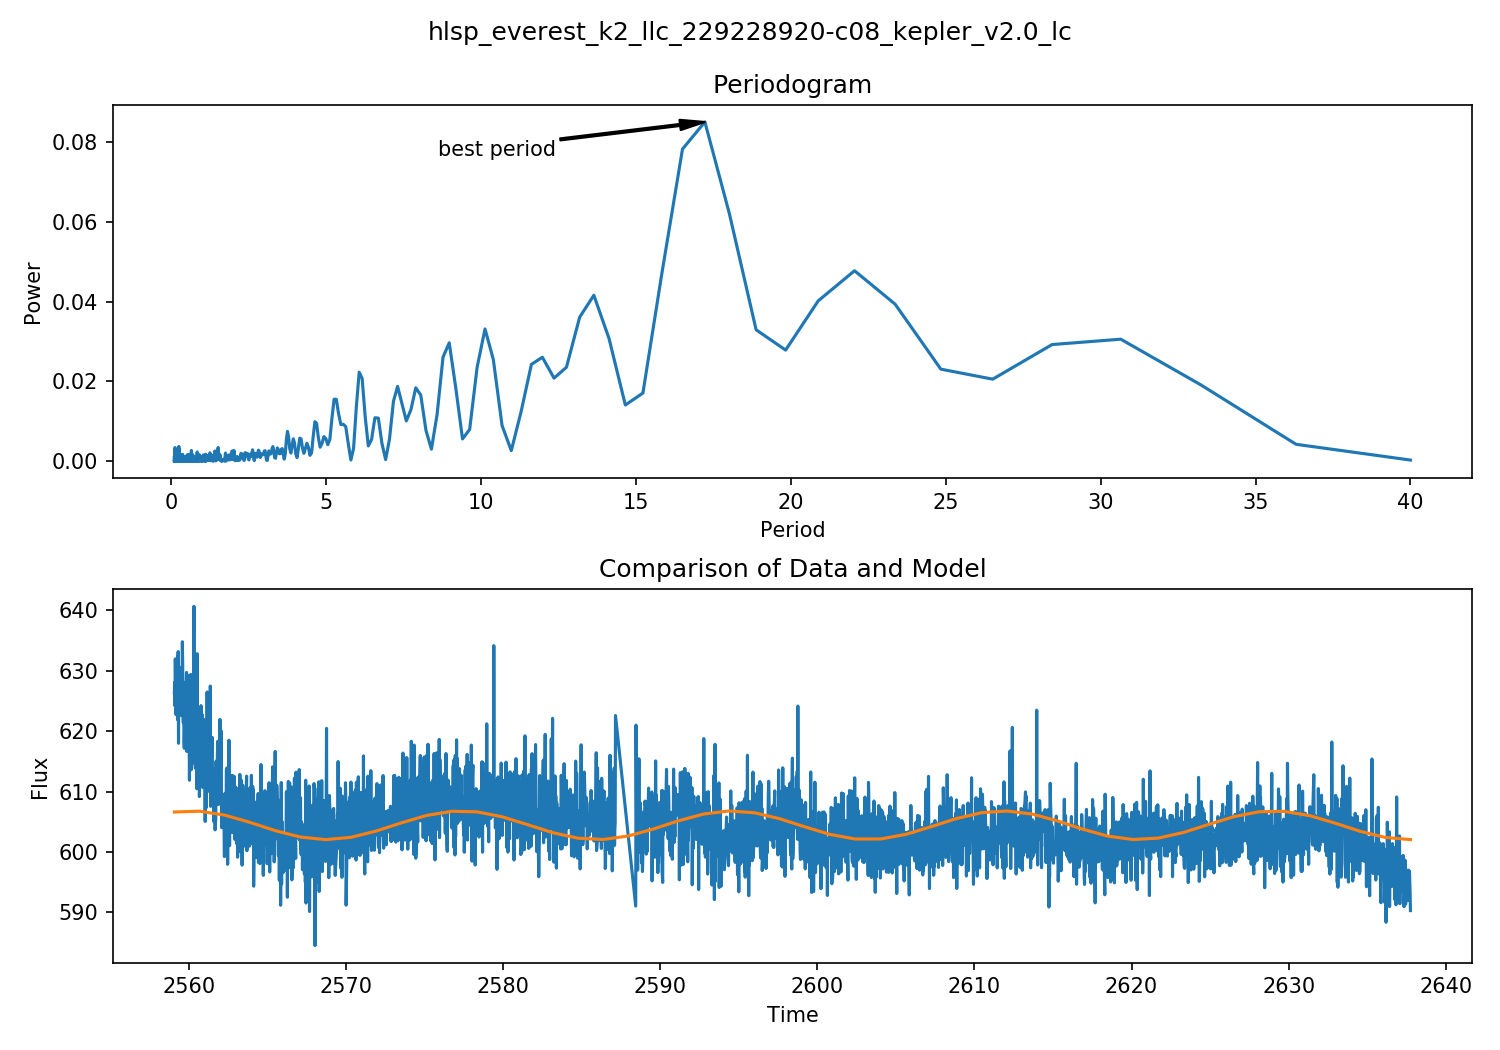 hlsp_everest_k2_llc_229228920-c08_kepler_v2.0_lc
Periodogram
best period
0.08
0.06
0.04
0.02
0.00
Power
0 5 10 15 20 25 30 35 40
Period
Comparison of Data and Model
640
630
620
610
600
590
Flux
2560 2570 2580 2590 2600 2610 2620 2630 2640
Time